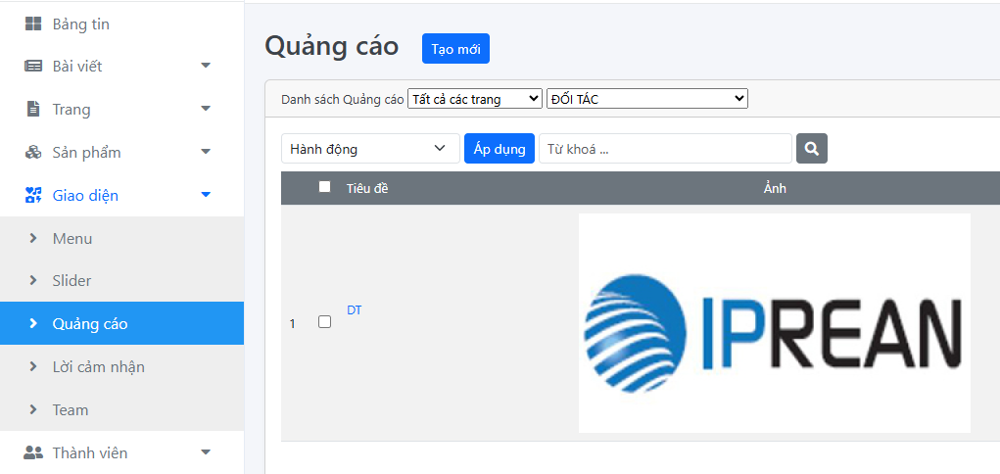 Bảng tin
Bài viết
Trang
Sản phẩm
Giao diện
Menu
Slider
Quảng cáo
Lời cảm nhận
Team
Thành viên
Quảng cáo Tạo mới
Danh sách Quảng cáo Tất cả các trang ĐỐI TÁC
Hành động Áp dụng Từ khoá ...
Tiêu đề Ảnh
1 DT
IPREAN